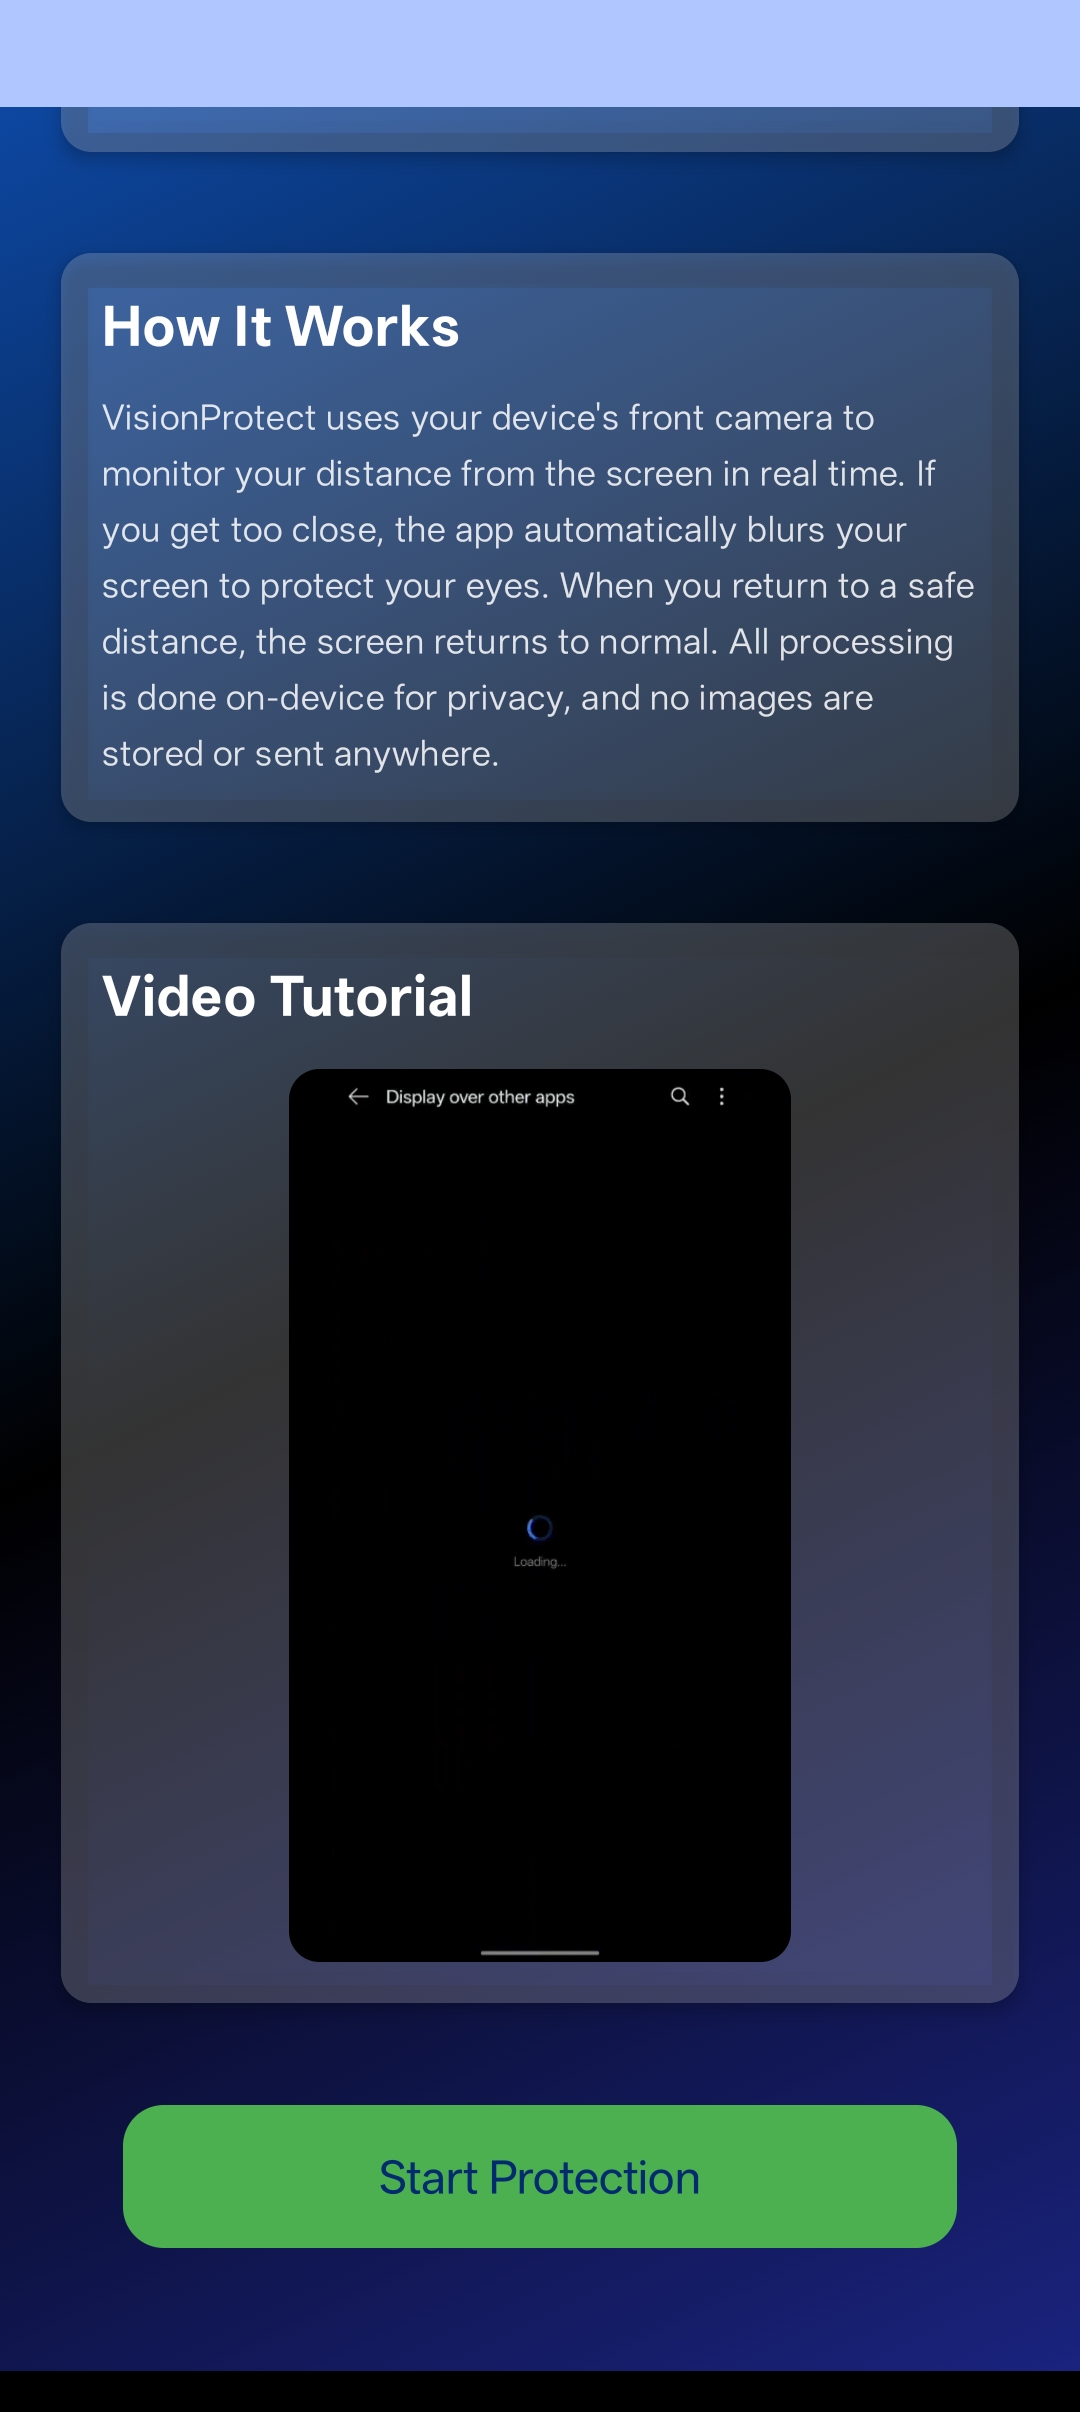 How It Works
VisionProtect uses your device's front camera to
monitor your distance from the screen in real time. If
you get too close, the app automatically blurs your
screen to protect your eyes. When you return to a safe
distance, the screen returns to normal. All processing
is done on-device for privacy, and no images are
stored or sent anywhere.
Video Tutorial
Display over other apps
Loading...
Start Protection